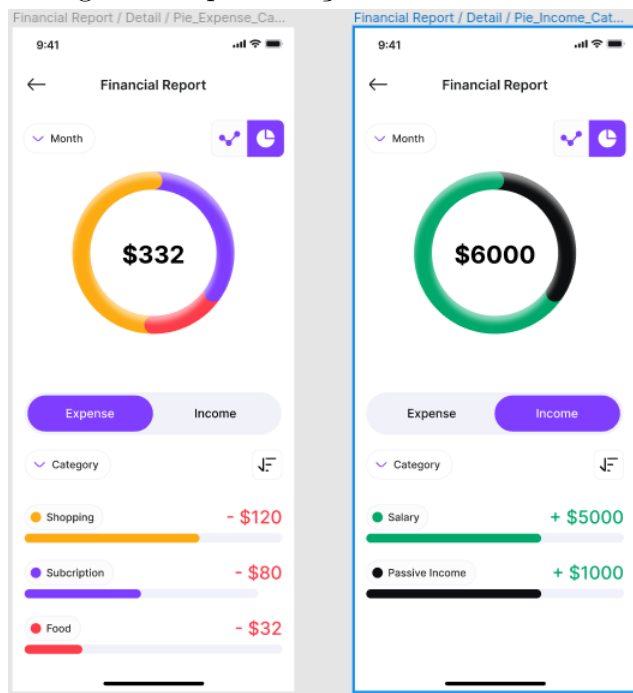 Financial Report / Detail / Pie_Expense_Ca...
9:41
Financial Report
Month
$332
Expense
Income
Category
Shopping
- $120
Subcription
- $80
Food
- $32
Financial Report / Detail / Pie_Income_Cat...
9:41
Financial Report
Month
$6000
Expense
Income
Category
Salary
+ $5000
Passive Income
+ $1000